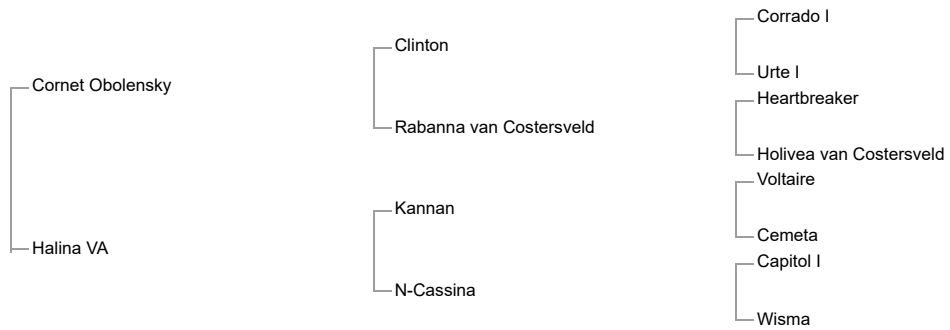 Corrado I
Clinton
Urte I
Cornet Obolensky
Heartbreaker
Rabanna van Costersveld
Holivea van Costersveld
Voltaire
Kannan
Cemeta
Halina VA
Capitol I
N-Cassina
Wisma